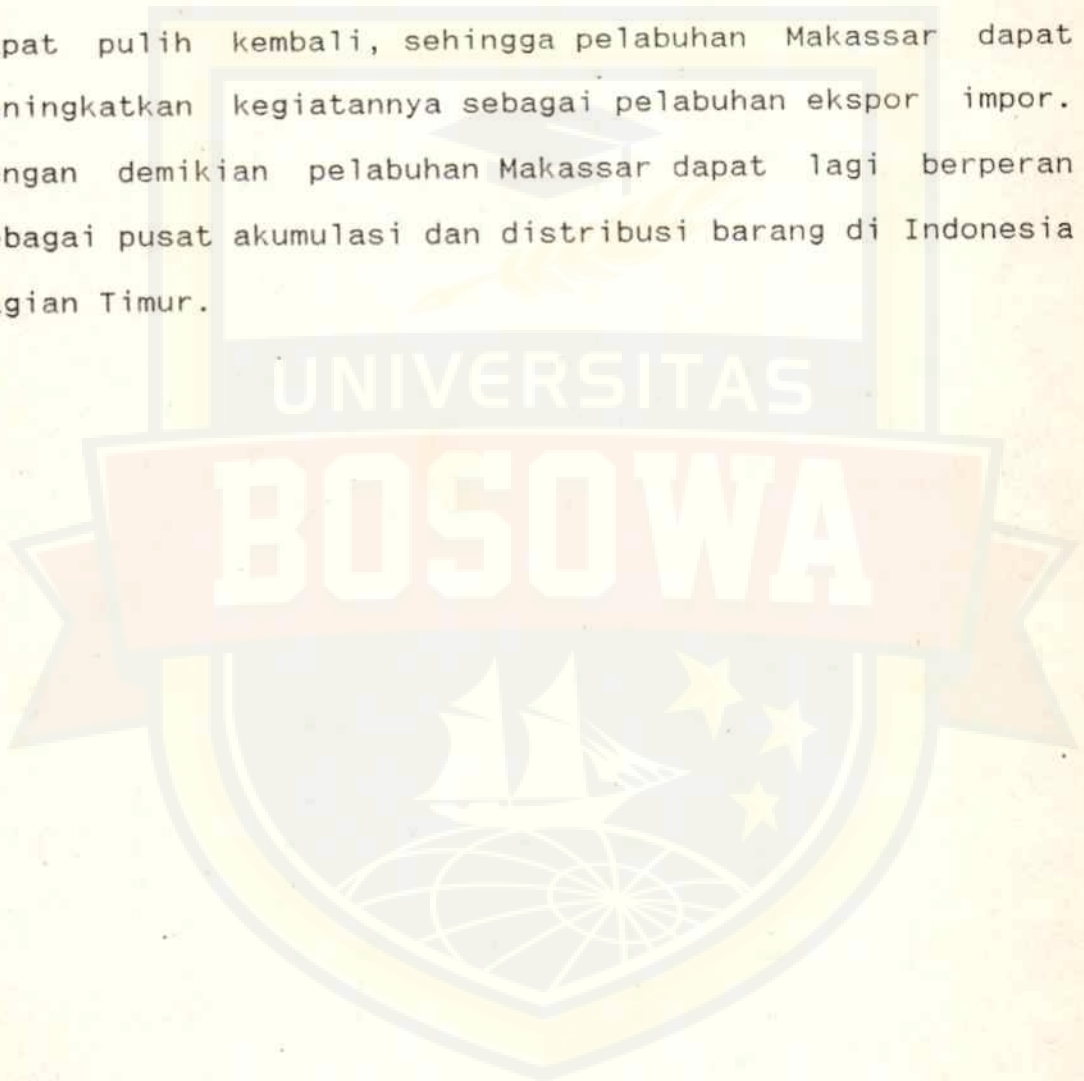 pat pulih kembali, sehingga pelabuhan Makassar dapat
ningkatkan kegiatannya sebagai pelabuhan ekspor impor.
ngan demikian pelabuhan Makassar dapat lagi berperan
bagai pusat akumulasi dan distribusi barang di Indonesia
gian Timur.
UNIVERSITAS
BOSOWA